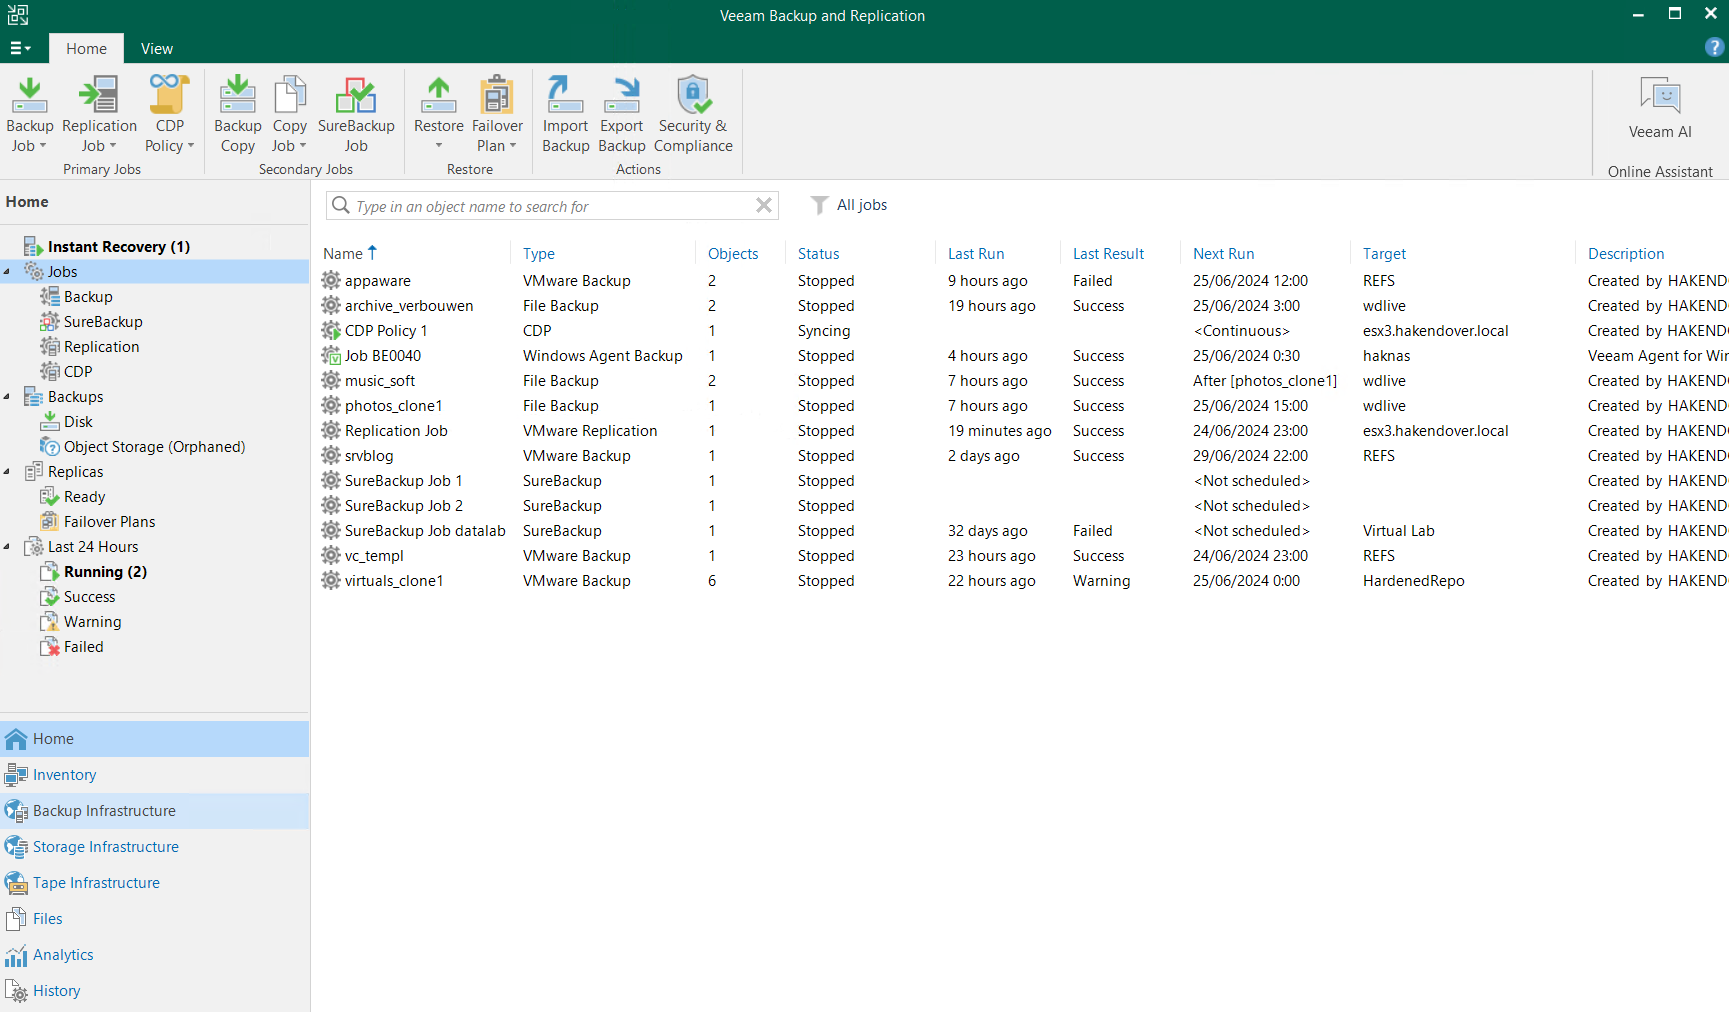 Veeam Backup and Replication
Home View
Backup Job
Replication Job
CDP Policy
Primary Jobs
Backup Copy
Copy Job
SureBackup Job
Secondary Jobs
Restore
Failover Plan
Restore
Import Backup
Export Backup
Security & Compliance
Actions
Veeam AI
Online Assistant
Home
Instant Recovery (1)
Jobs
Backup
SureBackup
Replication
CDP
Backups
Disk
Object Storage (Orphaned)
Replicas
Ready
Failover Plans
Last 24 Hours
Running (2)
Success
Warning
Failed
Home
Inventory
Backup Infrastructure
Storage Infrastructure
Tape Infrastructure
Files
Analytics
History
Type in an object name to search for
All jobs
Name Type Objects Status Last Run Last Result Next Run Target Description
appaware VMware Backup 2 Stopped 9 hours ago Failed 25/06/2024 12:00 REFS Created by HAKENDO
archive_verbouwen File Backup 2 Stopped 19 hours ago Success 25/06/2024 3:00 wdlive Created by HAKENDO
CDP Policy 1 CDP 1 Syncing <Continuous> esx3.hakendover.local Created by HAKENDO
Job BE0040 Windows Agent Backup 1 Stopped 4 hours ago Success 25/06/2024 0:30 haknas Veeam Agent for Win
music_soft File Backup 2 Stopped 7 hours ago Success After [photos_clone1] wdlive Created by HAKENDO
photos_clone1 File Backup 1 Stopped 7 hours ago Success 25/06/2024 15:00 wdlive Created by HAKENDO
Replication Job VMware Replication 1 Stopped 19 minutes ago Success 24/06/2024 23:00 esx3.hakendover.local Created by HAKENDO
srvblog VMware Backup 1 Stopped 2 days ago Success 29/06/2024 22:00 REFS Created by HAKENDO
SureBackup Job 1 SureBackup 1 Stopped <Not scheduled> Created by HAKENDO
SureBackup Job 2 SureBackup 1 Stopped <Not scheduled> Created by HAKENDO
SureBackup Job datalab SureBackup 1 Stopped 32 days ago Failed <Not scheduled> Virtual Lab Created by HAKENDO
vc_templ VMware Backup 1 Stopped 23 hours ago Success 24/06/2024 23:00 REFS Created by HAKENDO
virtuals_clone1 VMware Backup 6 Stopped 22 hours ago Warning 25/06/2024 0:00 HardenedRepo Created by HAKENDO